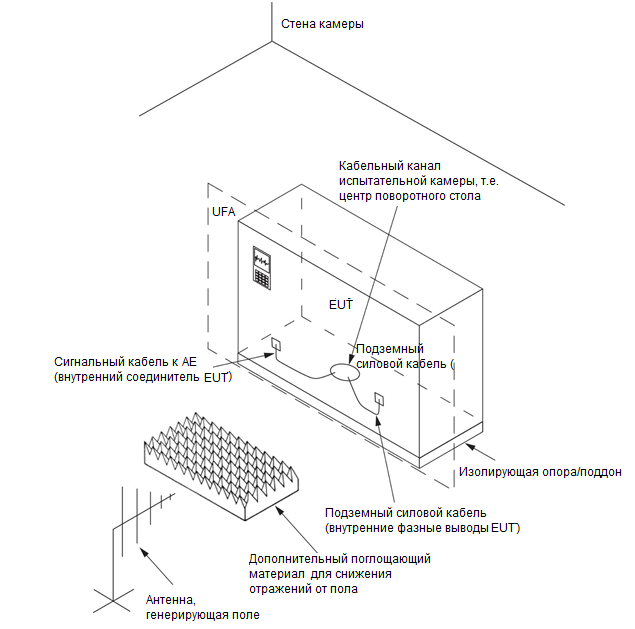 Стена камеры
Кабельный канал
испытательной камеры, т.е.
центр поворотного стола
UFA
EUT
Подземный
силовой кабель (
Сигнальный кабель к AE
(внутренний соединитель EUT)
Изолирующая опора/поддон
Подземный силовой кабель
(внутренние фазные выводы EUT)
Дополнительный поглощающий
материал для снижения
отражений от пола
Антенна,
генерирующая поле